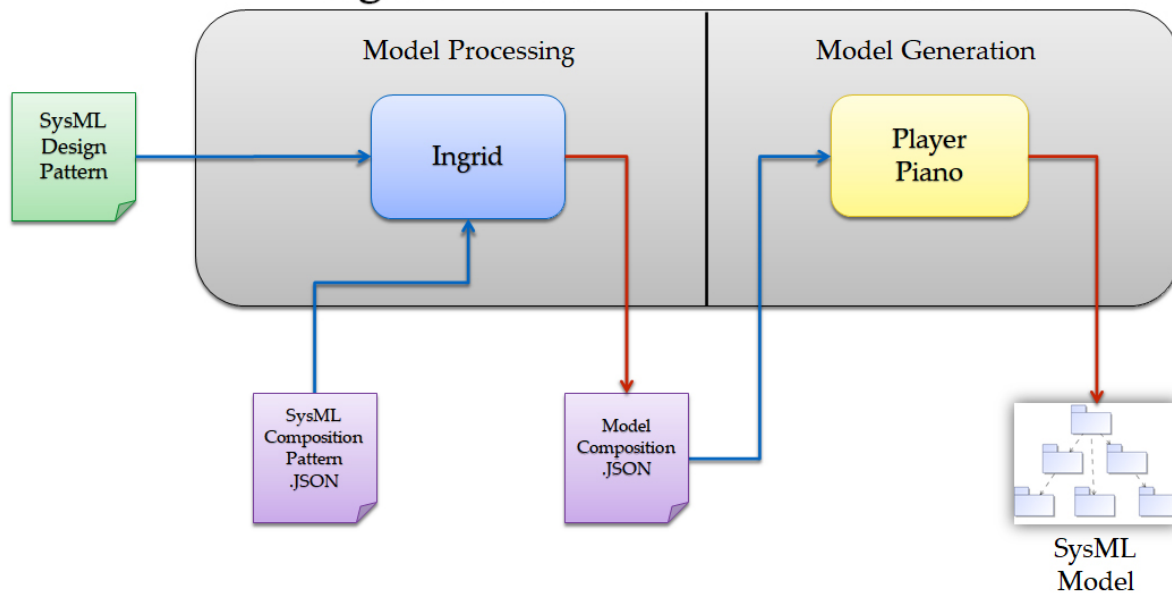 Model Processing
Model Generation
SysML
Design
Pattern
Ingrid
Player
Piano
SysML
Composition
Pattern
.JSON
Model
Composition
.JSON
SysML
Model